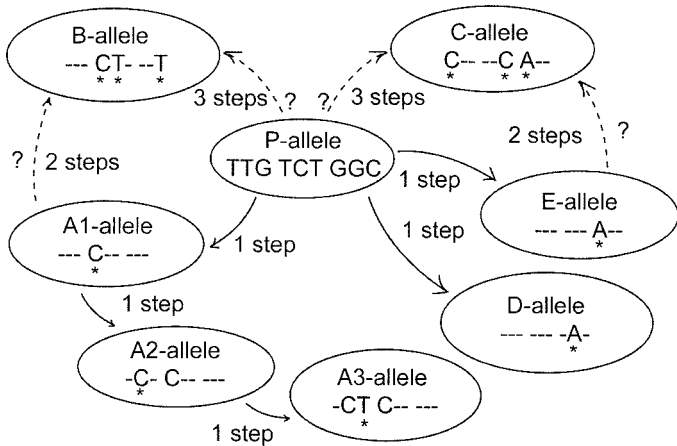 B-allele
--- CT- --T
* * *
C-allele
C-- --C A--
* * *
3 steps ?
? 3 steps
P-allele
TTG TCT GGC
? 2 steps
2 steps ?
1 step
E-allele
--- --- A--
*
A1-allele
--- C-- ---
*
1 step
1 step
D-allele
--- --- -A-
*
1 step
A2-allele
-C- C-- ---
*
A3-allele
-CT C-- ---
*
1 step